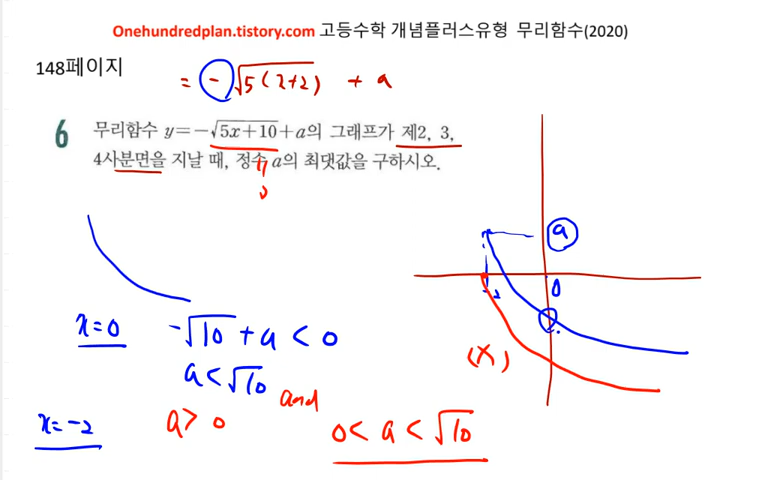 Onehundredplan.tistory.com 고등수학 개념플러스유형 무리함수(2020)
148페이지
= -√5(x+2) + a
6 무리함수 y=-√5x+10+a의 그래프가 제2, 3,
4사분면을 지날 때, 정수 a의 최댓값을 구하시오.
a
0
-2
x=0 -√10 + a < 0
a<√10
and
(X)
x=-2 a> 0
0< a < √10